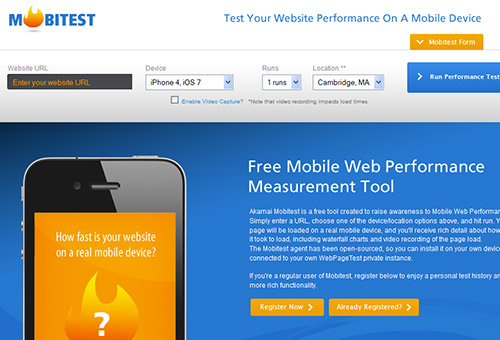 MOBITEST
Test Your Website Performance On A Mobile Device
Mobitest Form
Website URL
Device
Runs
Location **
Enter your website URL
iPhone 4, iOS 7
1 runs
Cambridge, MA
Run Performance Test
Enable Video Capture?
*Note that video recording impacts load times.
Free Mobile Web Performance
Measurement Tool
Akamai Mobitest is a free tool created to raise awareness to Mobile Web Performan
Simply enter a URL, choose one of the device/location options above, and hit run. Y
page will be loaded on a real mobile device, and you'll receive rich detail about how
it took to load, including waterfall charts and video recording of the page load.
The Mobitest agent has been open-sourced, so you can install it on your own device
connected to your own WebPageTest private instance.
If you're a regular user of Mobitest, register below to enjoy a personal test history an
more rich functionality.
Register Now
Already Registered?
How fast is your website
on a real mobile device?
?